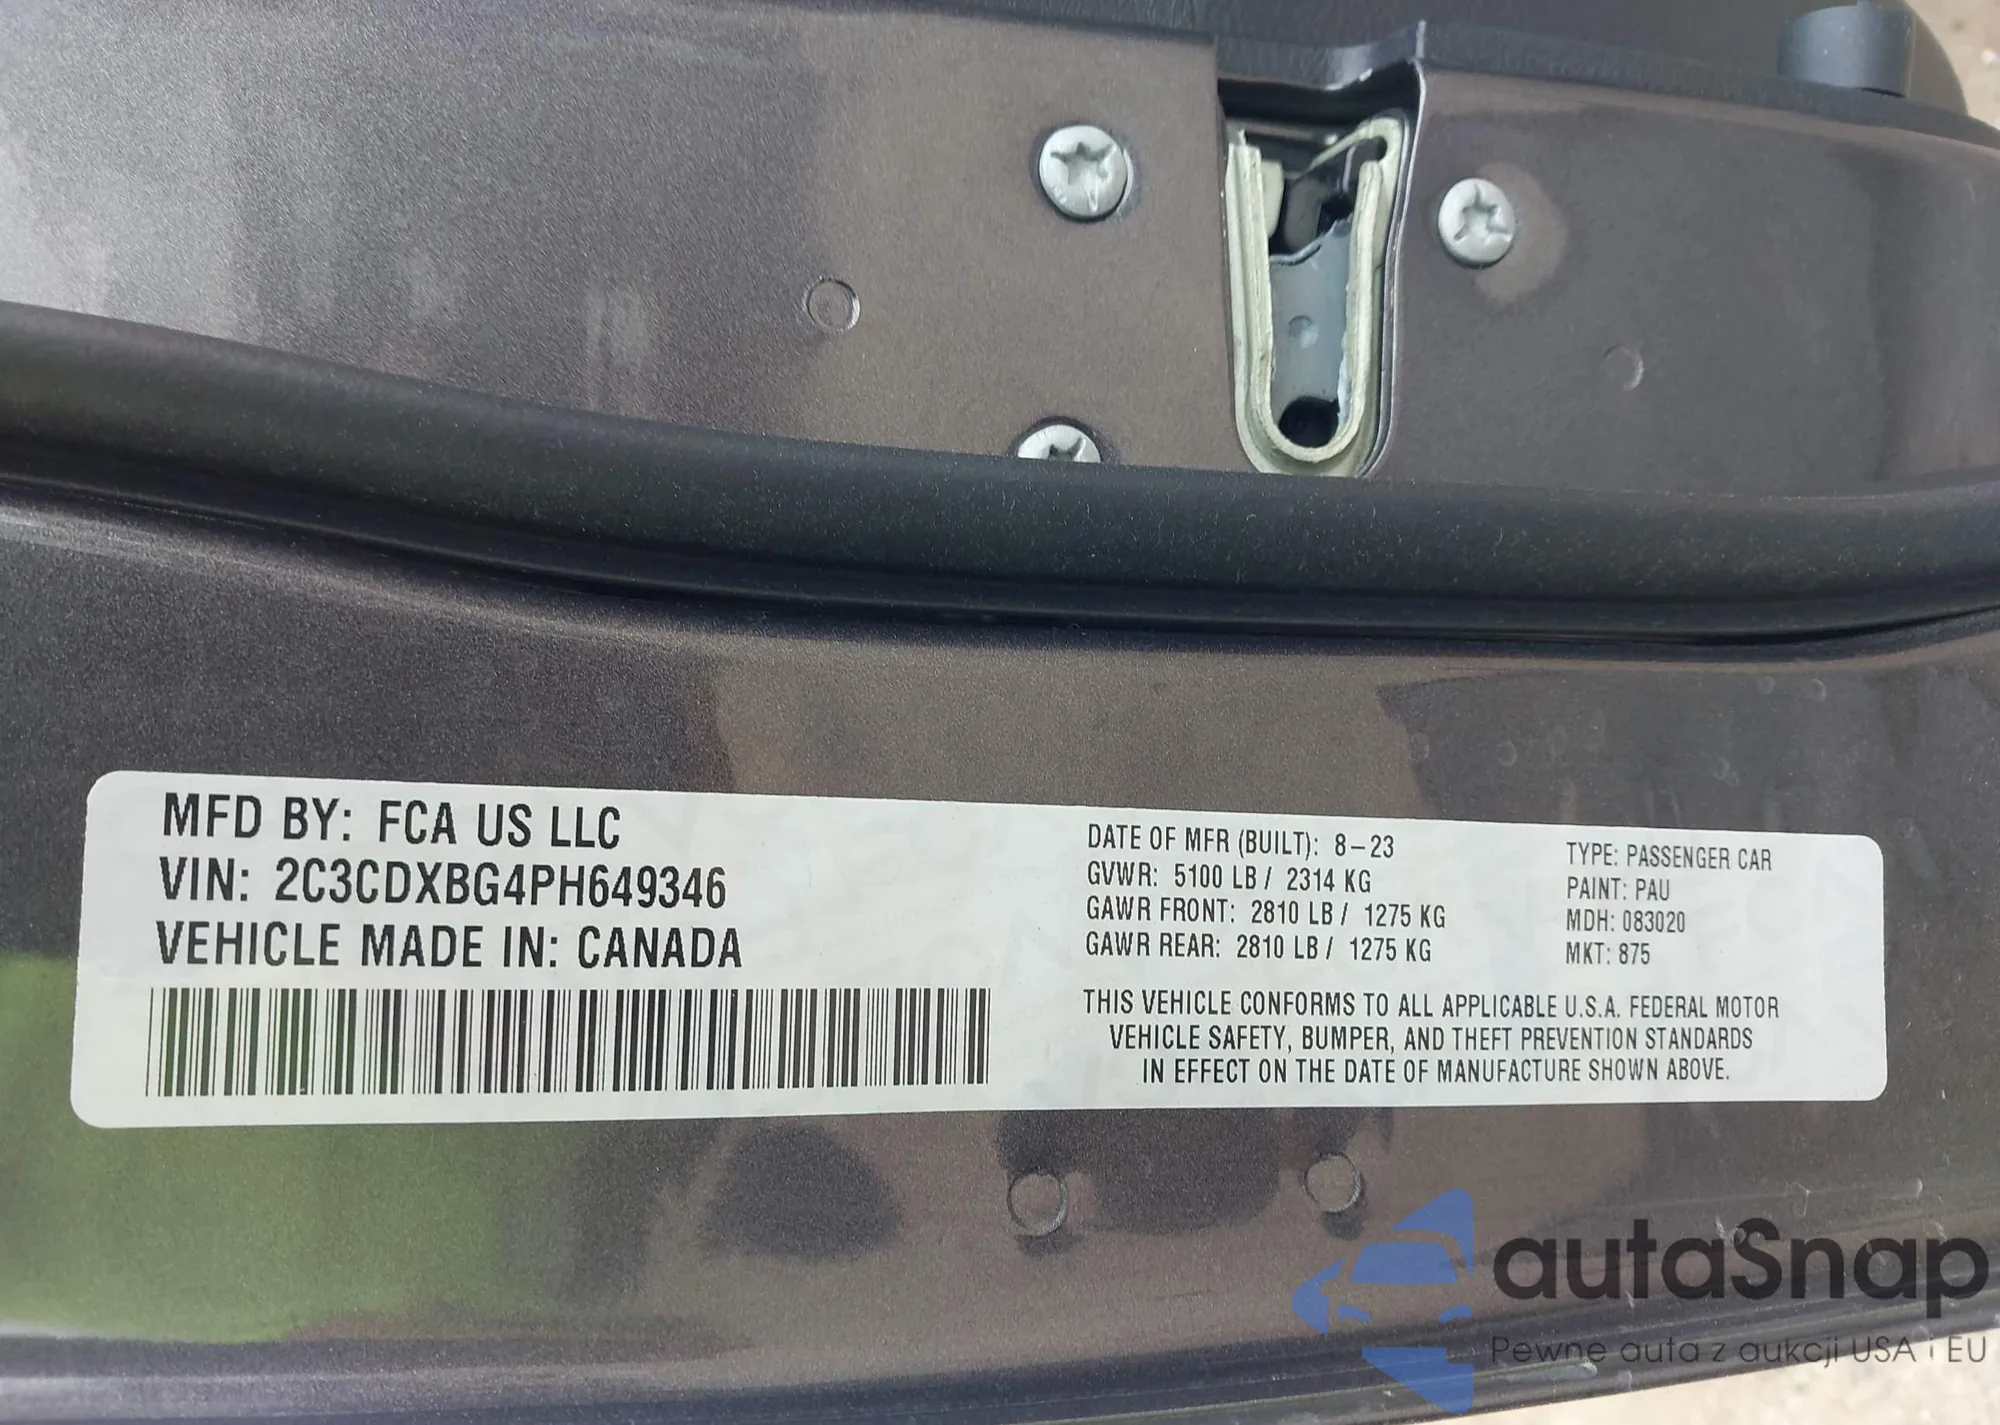 MFD BY: FCA US LLC
VIN: 2C3CDXBG4PH649346
VEHICLE MADE IN: CANADA
DATE OF MFR (BUILT): 8-23
GVWR: 5100 LB / 2314 KG
GAWR FRONT: 2810 LB / 1275 KG
GAWR REAR: 2810 LB / 1275 KG
TYPE: PASSENGER CAR
PAINT: PAU
MDH: 083020
MKT: 875
THIS VEHICLE CONFORMS TO ALL APPLICABLE U.S.A. FEDERAL MOTOR
VEHICLE SAFETY, BUMPER, AND THEFT PREVENTION STANDARDS
IN EFFECT ON THE DATE OF MANUFACTURE SHOWN ABOVE.
autaSnap
Pewne auta z aukcji USA i EU